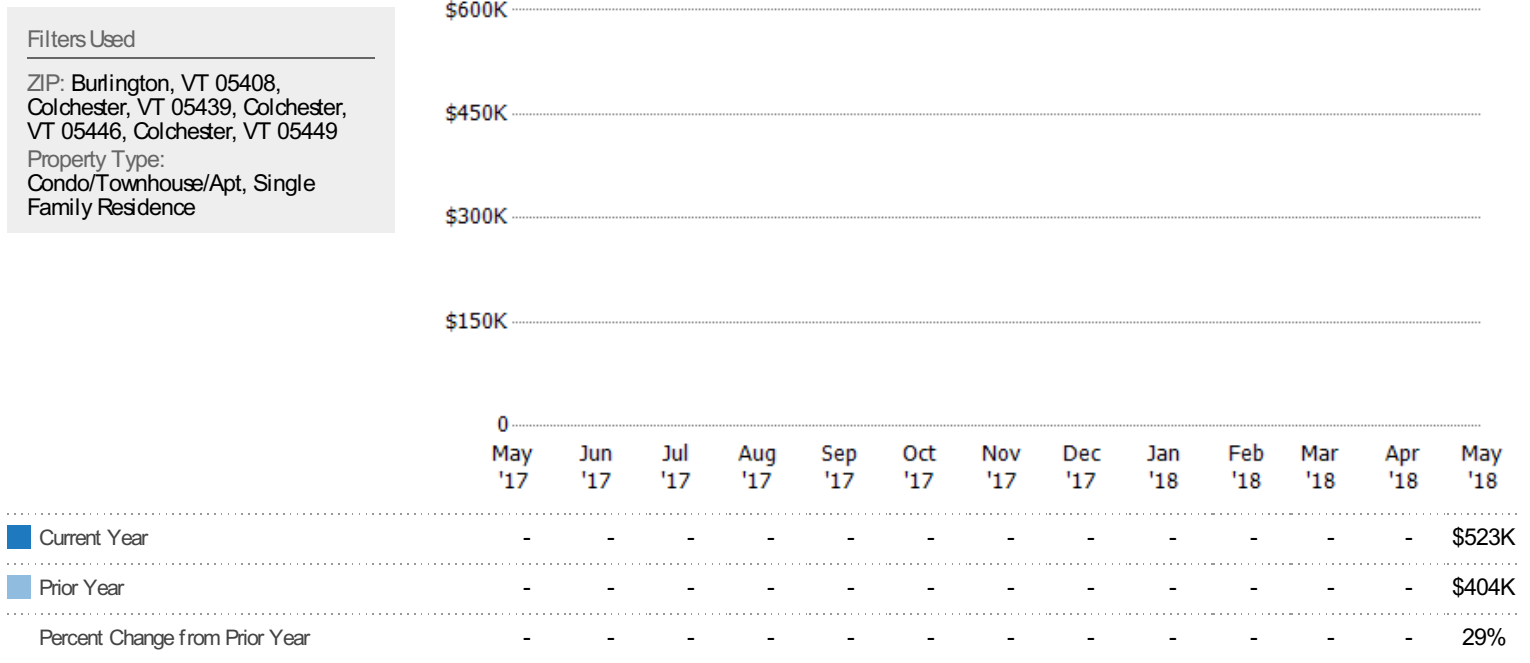 Filters Used
ZIP: Burlington, VT 05408,
Colchester, VT 05439, Colchester,
VT 05446, Colchester, VT 05449
Property Type:
Condo/Townhouse/Apt, Single
Family Residence
$600K
$450K
$300K
$150K
0
May Jun Jul Aug Sep Oct Nov Dec Jan Feb Mar Apr May
'17 '17 '17 '17 '17 '17 '17 '17 '18 '18 '18 '18 '18
Current Year - - - - - - - - - - - - $523K
Prior Year - - - - - - - - - - - - $404K
Percent Change from Prior Year - - - - - - - - - - - - 29%